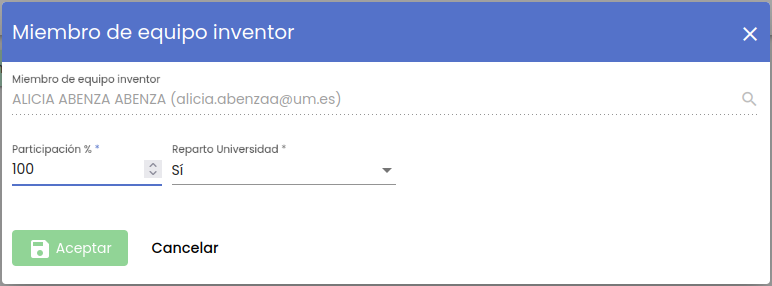 Miembro de equipo inventor
Miembro de equipo inventor
ALICIA ABENZA ABENZA (alicia.abenzaa@um.es)
Participación % * Reparto Universidad *
100 Sí
Aceptar Cancelar